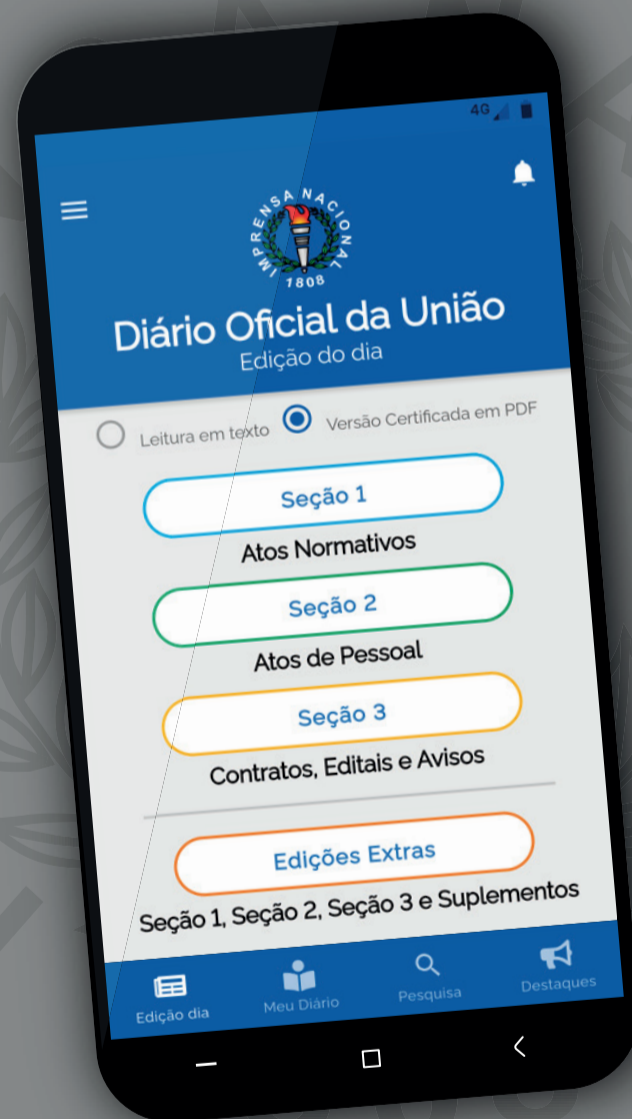 4G
IMPRENSA NACIONAL
1808
Diário Oficial da União
Edição do dia
Leitura em texto Versão Certificada em PDF
Seção 1
Atos Normativos
Seção 2
Atos de Pessoal
Seção 3
Contratos, Editais e Avisos
Edições Extras
Seção 1, Seção 2, Seção 3 e Suplementos
Edição dia Meu Diário Pesquisa Destaques